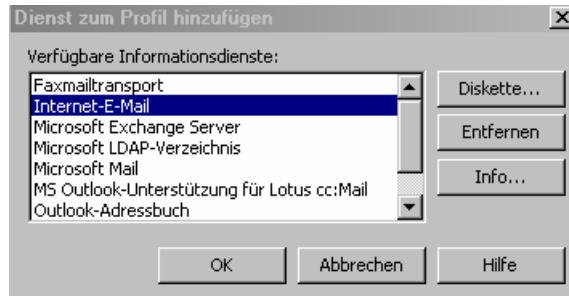 Dienst zum Profil hinzufügen
Verfügbare Informationsdienste:
Faxmailtransport
Internet-E-Mail
Microsoft Exchange Server
Microsoft LDAP-Verzeichnis
Microsoft Mail
MS Outlook-Unterstützung für Lotus cc:Mail
Outlook-Adressbuch
Diskette...
Entfernen
Info...
OK
Abbrechen
Hilfe